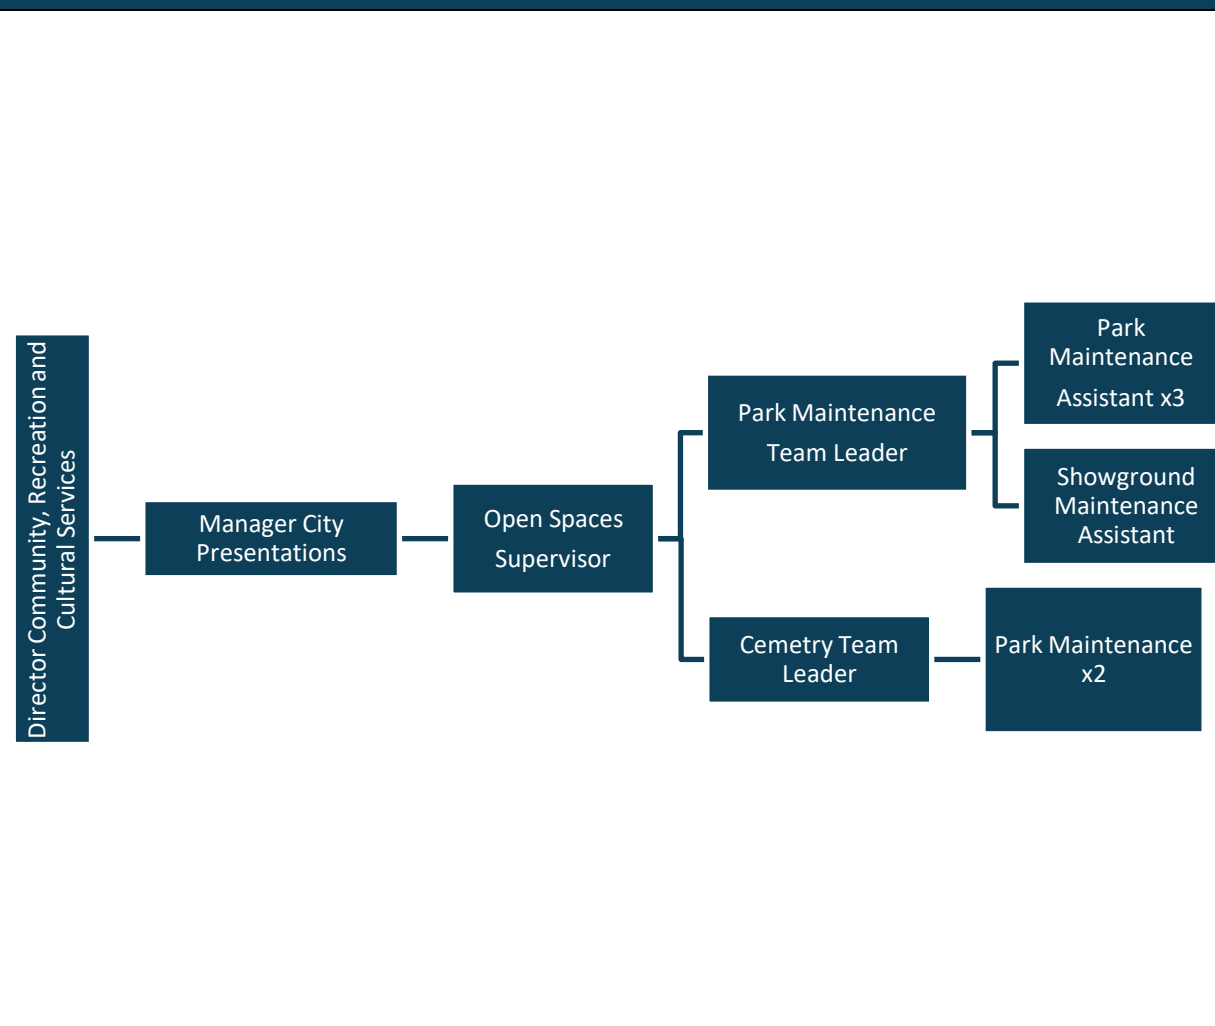 Director Community, Recreation and
Cultural Services
Manager City
Presentations
Open Spaces
Supervisor
Park Maintenance
Team Leader
Park
Maintenance
Assistant x3
Showground
Maintenance
Assistant
Cemetry Team
Leader
Park Maintenance
x2